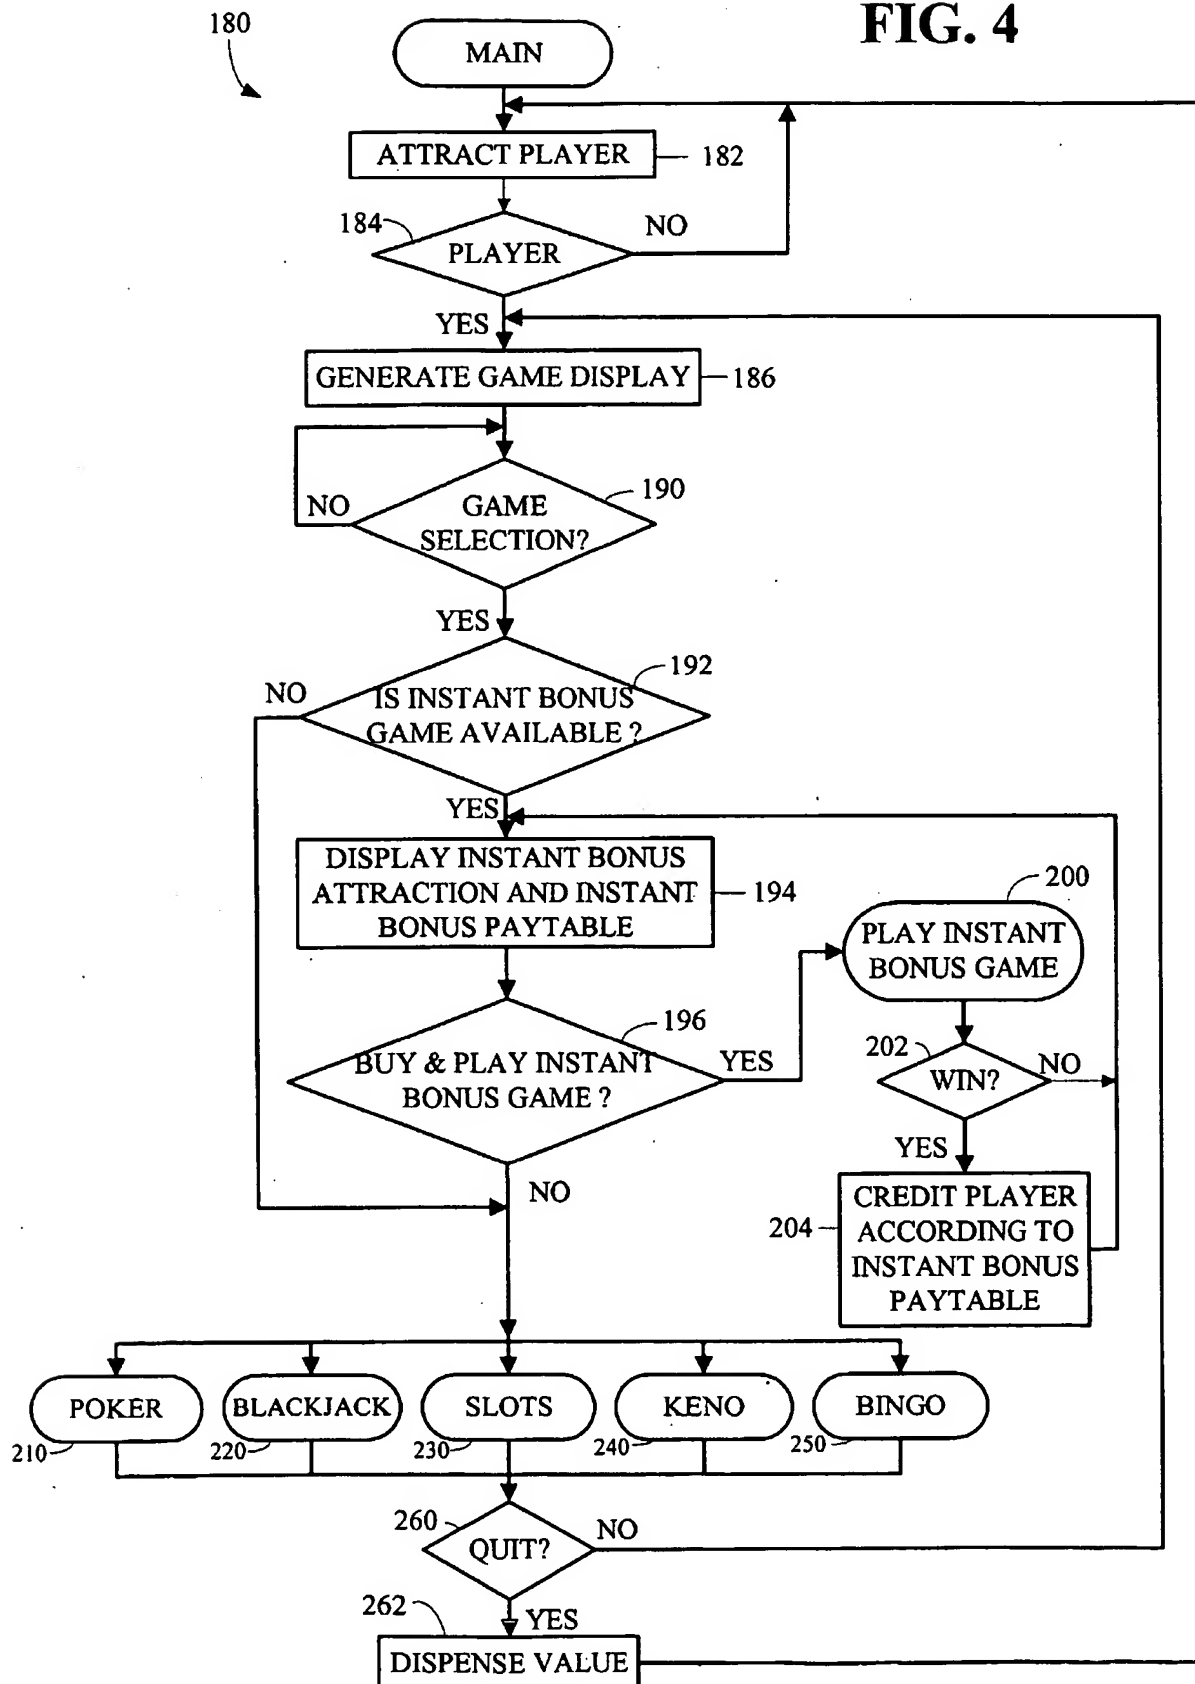 FIG. 4
180
MAIN
ATTRACT PLAYER
182
184
PLAYER
NO
YES
GENERATE GAME DISPLAY
186
190
NO
GAME
SELECTION?
YES
192
NO
IS INSTANT BONUS
GAME AVAILABLE ?
YES
DISPLAY INSTANT BONUS
ATTRACTION AND INSTANT
BONUS PAYTABLE
194
200
PLAY INSTANT
BONUS GAME
196
BUY & PLAY INSTANT
BONUS GAME ?
YES
202
WIN?
NO
YES
NO
204
CREDIT PLAYER
ACCORDING TO
INSTANT BONUS
PAYTABLE
POKER
BLACKJACK
SLOTS
KENO
BINGO
210
220
230
240
250
260
QUIT?
NO
YES
262
DISPENSE VALUE